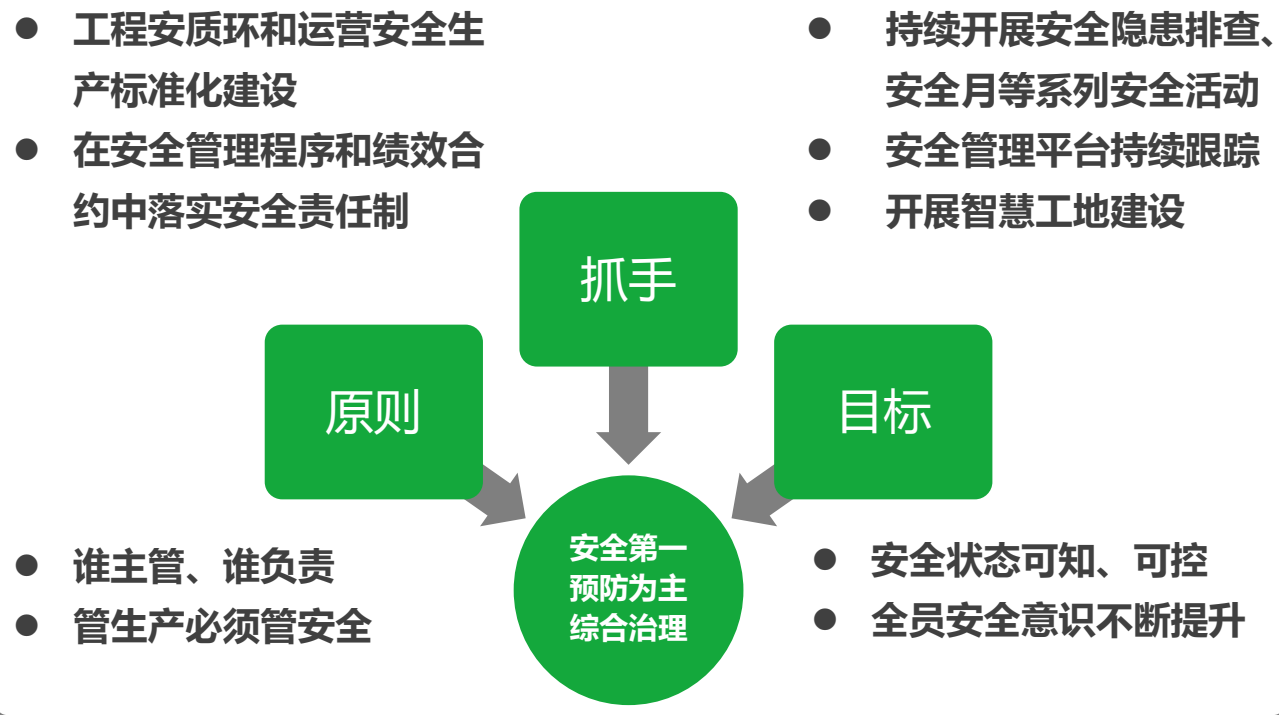 工程安质环和运营安全生
产标准化建设
在安全管理程序和绩效合
约中落实安全责任制
持续开展安全隐患排查、
安全月等系列安全活动
安全管理平台持续跟踪
开展智慧工地建设
抓手
原则
目标
安全第一
预防为主
综合治理
谁主管、谁负责
管生产必须管安全
安全状态可知、可控
全员安全意识不断提升